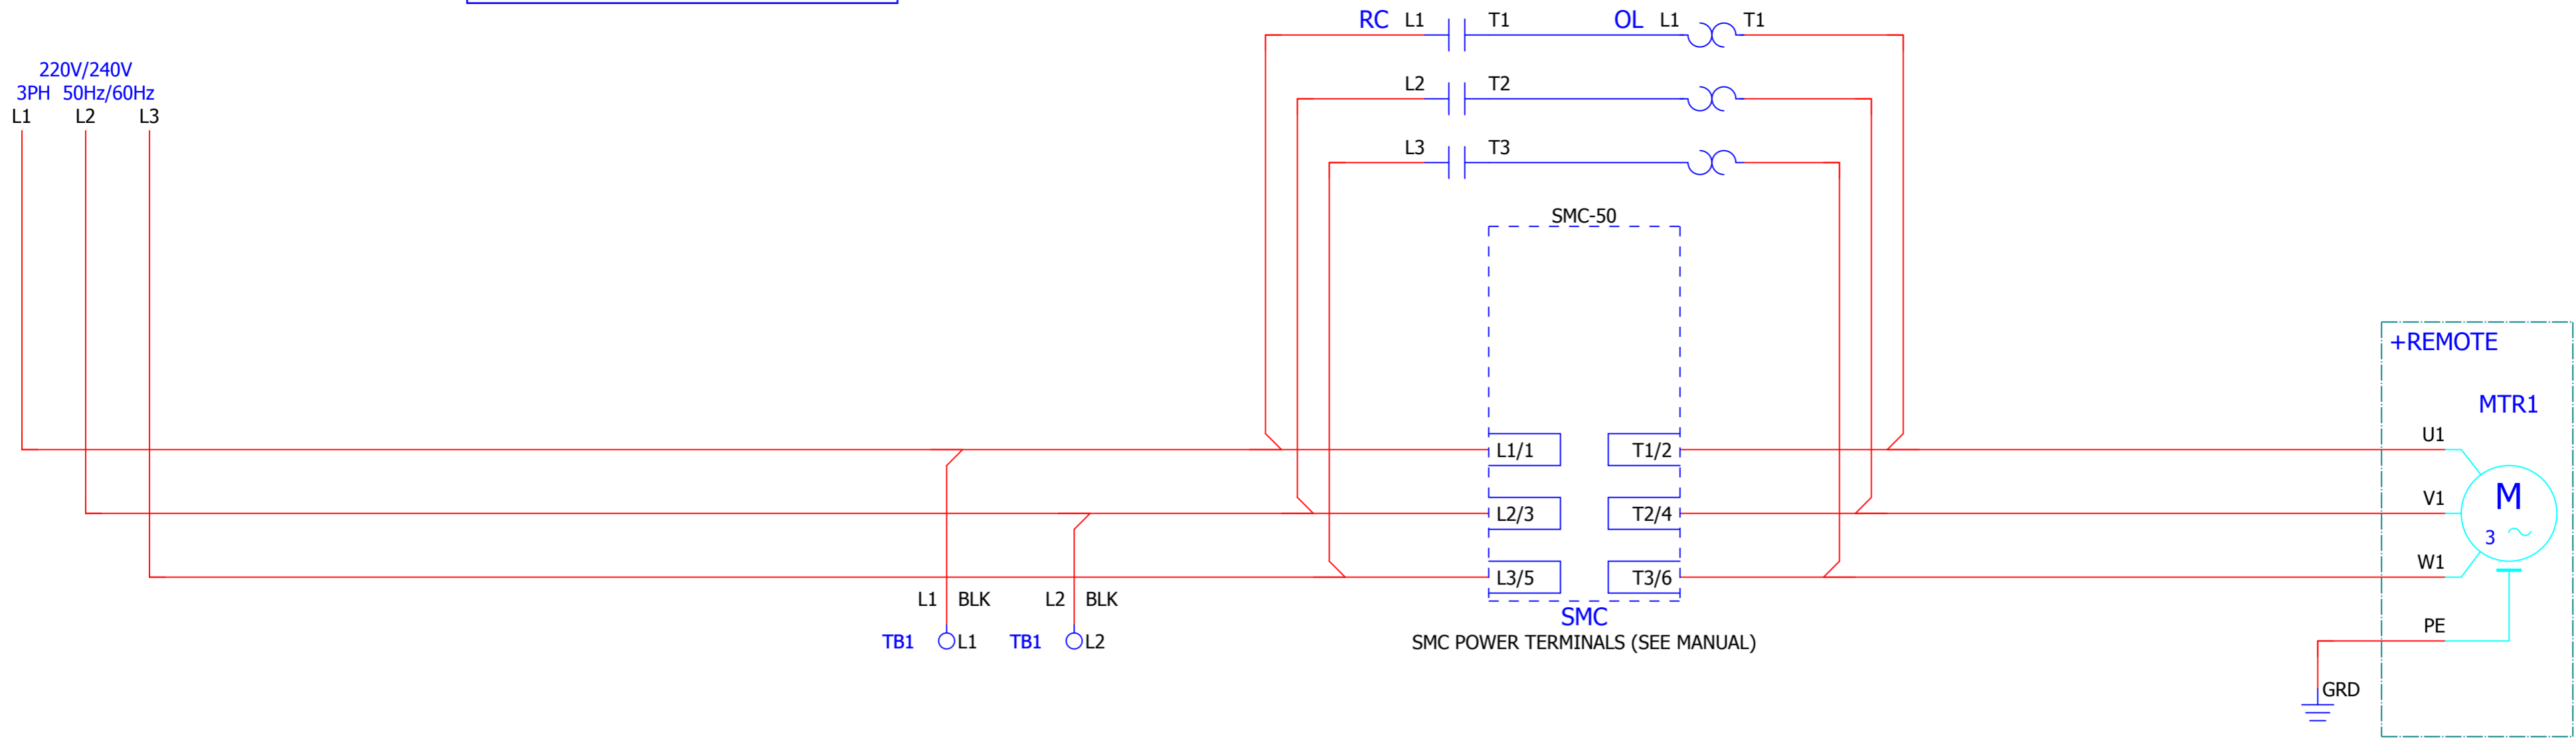 RC L1 T1 OL L1 T1
220V/240V
3PH 50Hz/60Hz
L1 L2 L3
L2 T2
L3 T3
SMC-50
+REMOTE
MTR1
L1/1 T1/2 U1
L2/3 T2/4 V1
M
3
L3/5 T3/6 W1
L1 BLK L2 BLK
SMC
TB1 L1 TB1 L2
SMC POWER TERMINALS (SEE MANUAL)
PE
GRD